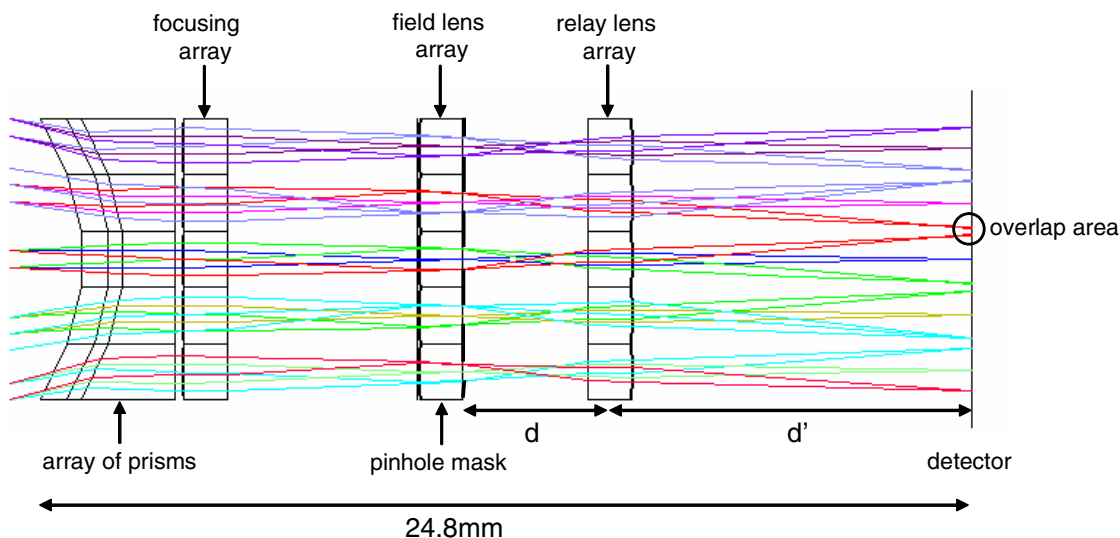 focusing
array
field lens
array
relay lens
array
overlap area
d
d’
array of prisms
pinhole mask
detector
24.8mm